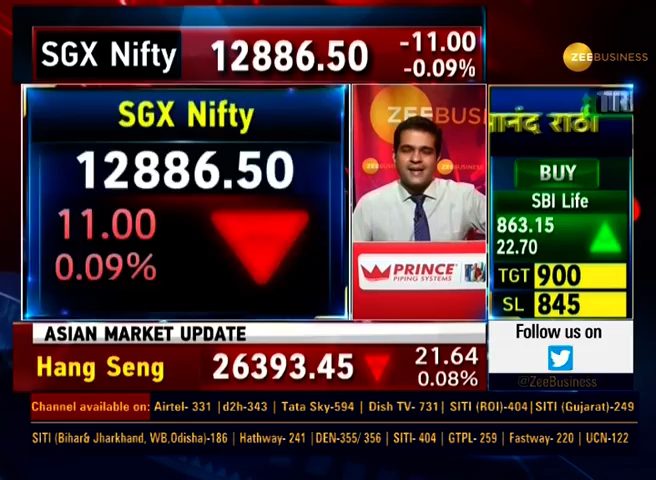 SGX Nifty 12886.50 -11.00
-0.09%
ZEE BUSINESS
SGX Nifty
12886.50
11.00
0.09%
ZEE BUSI
ZEEBUSINESS
PRINCE
PIPING SYSTEMS
राठी
BUY
SBI Life
863.15
22.70
TGT 900
SL 845
ASIAN MARKET UPDATE
Hang Seng 26393.45 21.64
0.08%
Follow us on
@ZeeBusiness
Channel available on: Airtel- 331 | d2h-343 | Tata Sky-594 | Dish TV- 731| SITI (ROI)-404| SITI (Gujarat)-249
SITI (Bihar& Jharkhand, WB,Odisha)-186 | Hathway- 241 |DEN-355/ 356 | SITI- 404 | GTPL- 259 | Fastway- 220 | UCN-122